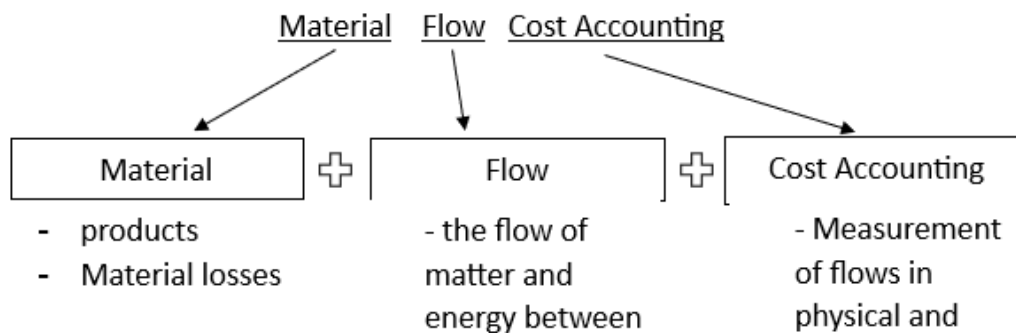 Material Flow Cost Accounting
Material
Flow
Cost Accounting
- products
- Material losses
- the flow of
matter and
energy between
- Measurement
of flows in
physical and